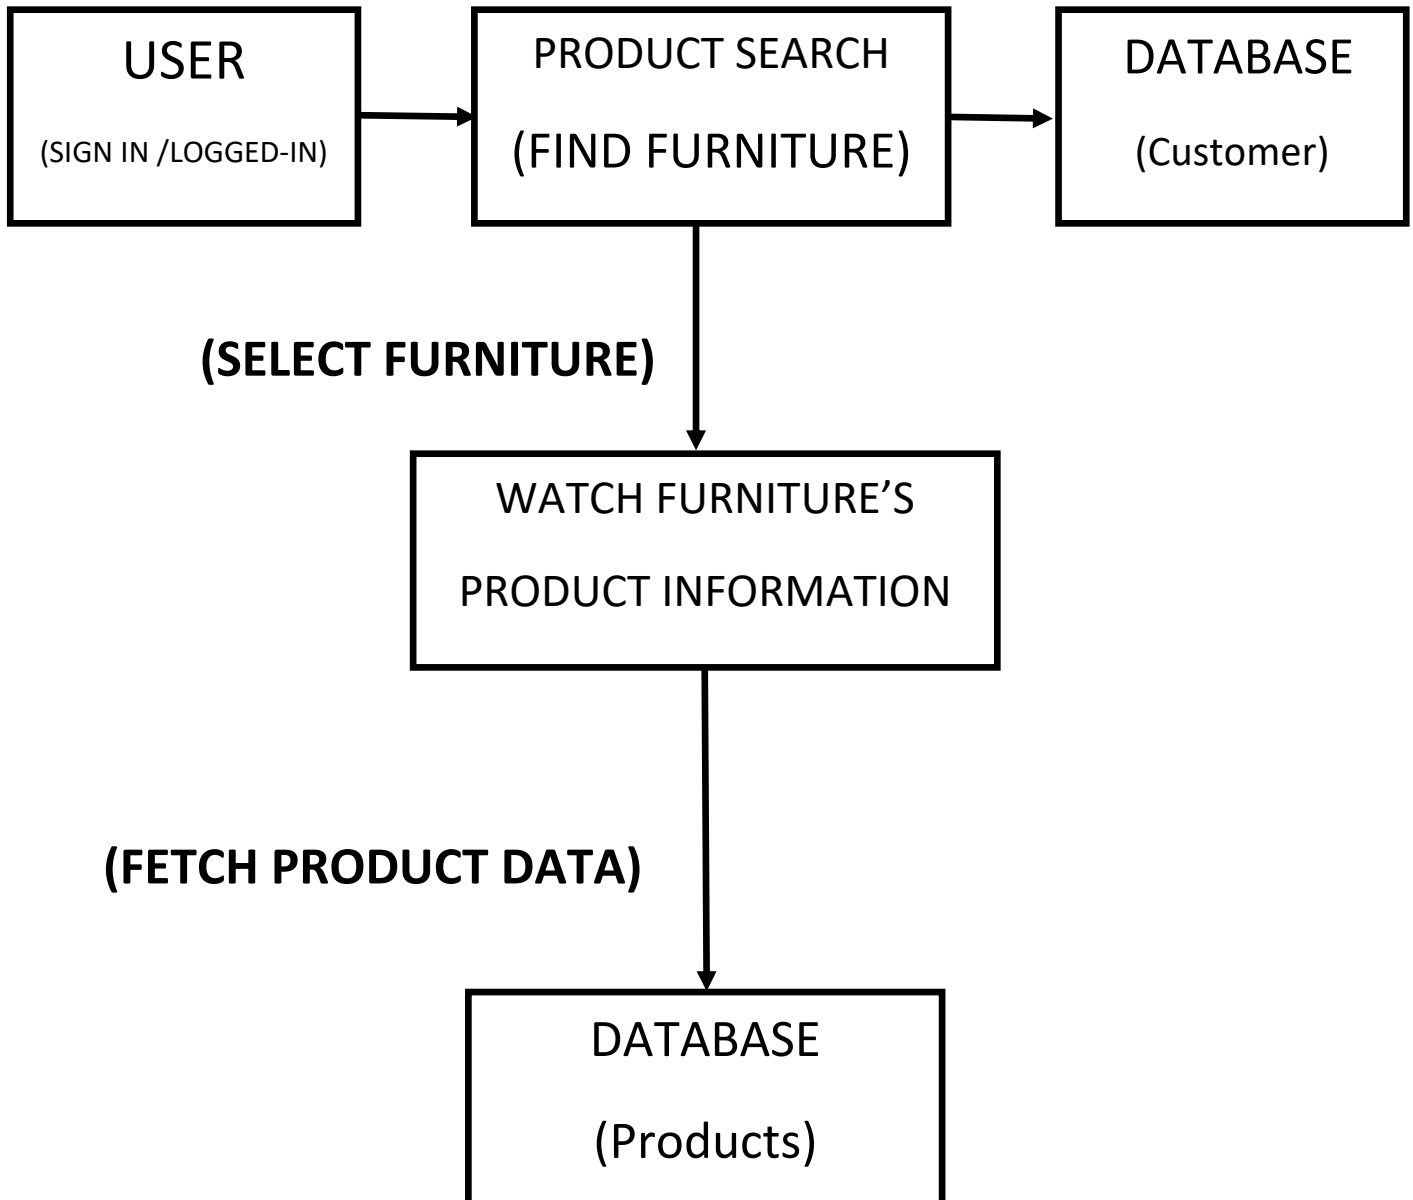 USER
(SIGN IN /LOGGED-IN)
PRODUCT SEARCH
(FIND FURNITURE)
DATABASE
(Customer)
(SELECT FURNITURE)
WATCH FURNITURE’S
PRODUCT INFORMATION
(FETCH PRODUCT DATA)
DATABASE
(Products)